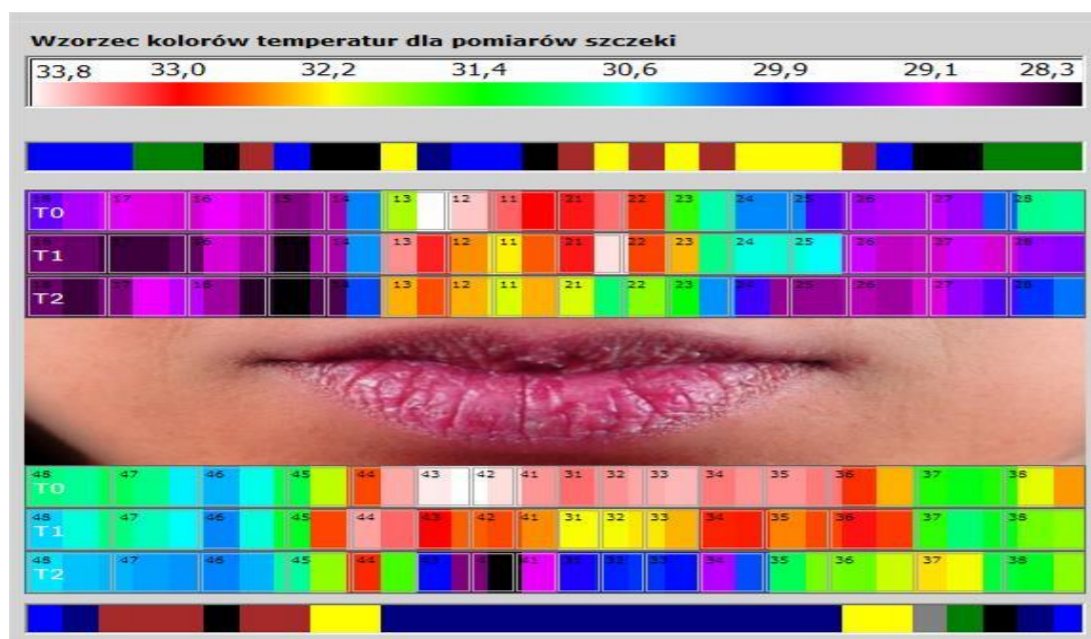 Wzorzec kolorów temperatur dla pomiarów szczeki
33,8 33,0 32,2 31,4 30,6 29,9 29,1 28,3
18 17 16 15 14 13 12 11 21 22 23 24 25 26 27 28
T0
18 17 16 14 13 12 11 21 22 23 24 25 26 27 28
T1
18 17 16 14 13 12 11 21 22 23 24 25 26 27 28
T2
48 47 46 45 44 43 42 41 31 32 33 34 35 36 37 38
T0
48 47 46 45 44 43 42 41 31 32 33 34 35 36 37 38
T1
48 47 46 45 44 43 41 31 32 33 34 35 36 37 38
T2